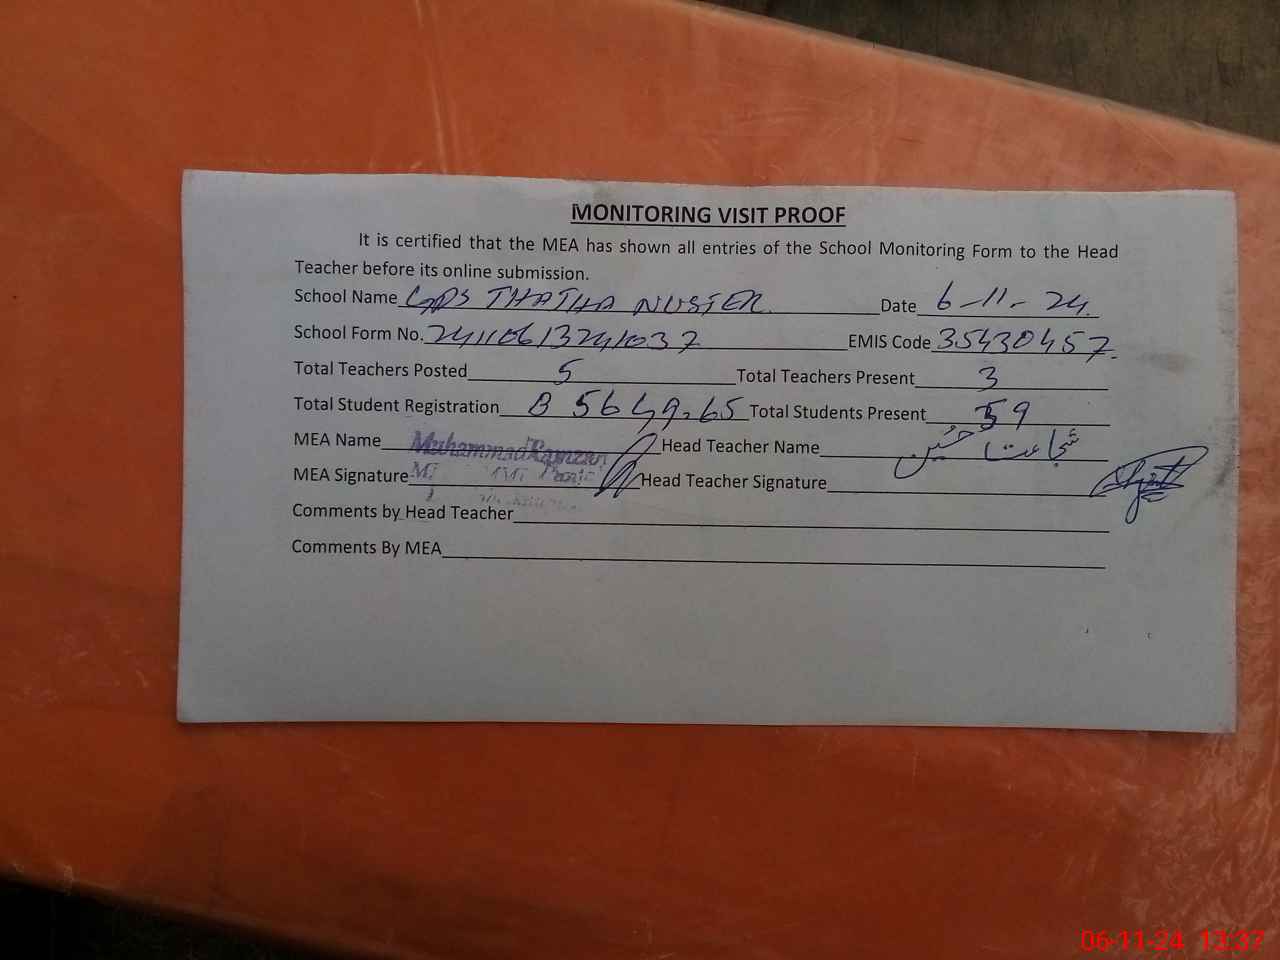 MONITORING VISIT PROOF
It is certified that the MEA has shown all entries of the School Monitoring Form to the Head
Teacher before its online submission.
School Name GPS THATHA NUSTER Date 6-11-24.
School Form No. 24110613241037 EMIS Code 35430457.
Total Teachers Posted 5 Total Teachers Present 3
Total Student Registration Total Students Present 59
MEA Name Muhammad Ramzan Head Teacher Name شجاعت حسین
MEA Signature Head Teacher Signature
Comments by Head Teacher
Comments By MEA
06-11-24 13:37